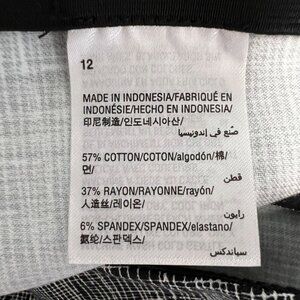 12
MADE IN INDONESIA/FABRIQUÉ EN
INDONÉSIE/HECHO EN INDONESIA/
印尼制造/인도네시아산/
صنع في إندونيسيا
57% COTTON/COTON/algodón/棉/
면/
قطن
37% RAYON/RAYONNE/rayón/
人造丝/레이온/
رايون
6% SPANDEX/SPANDEX/elastano/
氨纶/스판덱스/
سباندكس